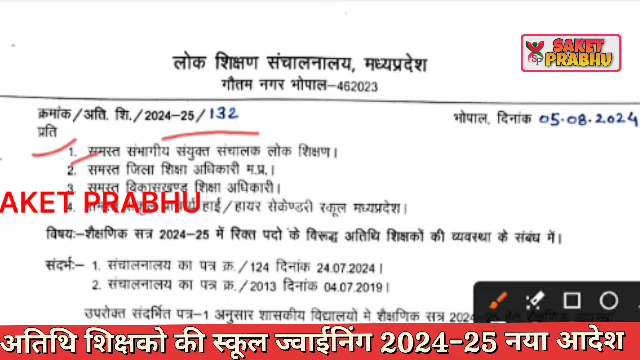 SAKET
PRABHU
लोक शिक्षण संचालनालय, मध्यप्रदेश
गौतम नगर भोपाल-462023
क्रमांक/अति. शि./2024-25/132
भोपाल, दिनांक 05.08.2024
प्रति
1. समस्त संभागीय संयुक्त संचालक लोक शिक्षण।
2. समस्त जिला शिक्षा अधिकारी म.प्र.।
3. समस्त विकासखण्ड शिक्षा अधिकारी।
AKET PRABHU
4. हाई/हायर सेकेण्डरी स्कूल मध्यप्रदेश।
विषयः- शैक्षणिक सत्र 2024-25 में रिक्त पदो के विरूद्ध अतिथि शिक्षकों की व्यवस्था के संबंध में।
संदर्भः- 1. संचालनालय का पत्र क्र./124 दिनांक 24.07.2024।
2. संचालनालय का पत्र क्र./2013 दिनांक 04.07.2019।
उपरोक्त संदर्भित पत्र-1 अनुसार शासकीय विद्यालयो मे शैक्षणिक सत्र 2024-25
अतिथि शिक्षको की स्कूल ज्वाईनिंग 2024-25 नया आदेश